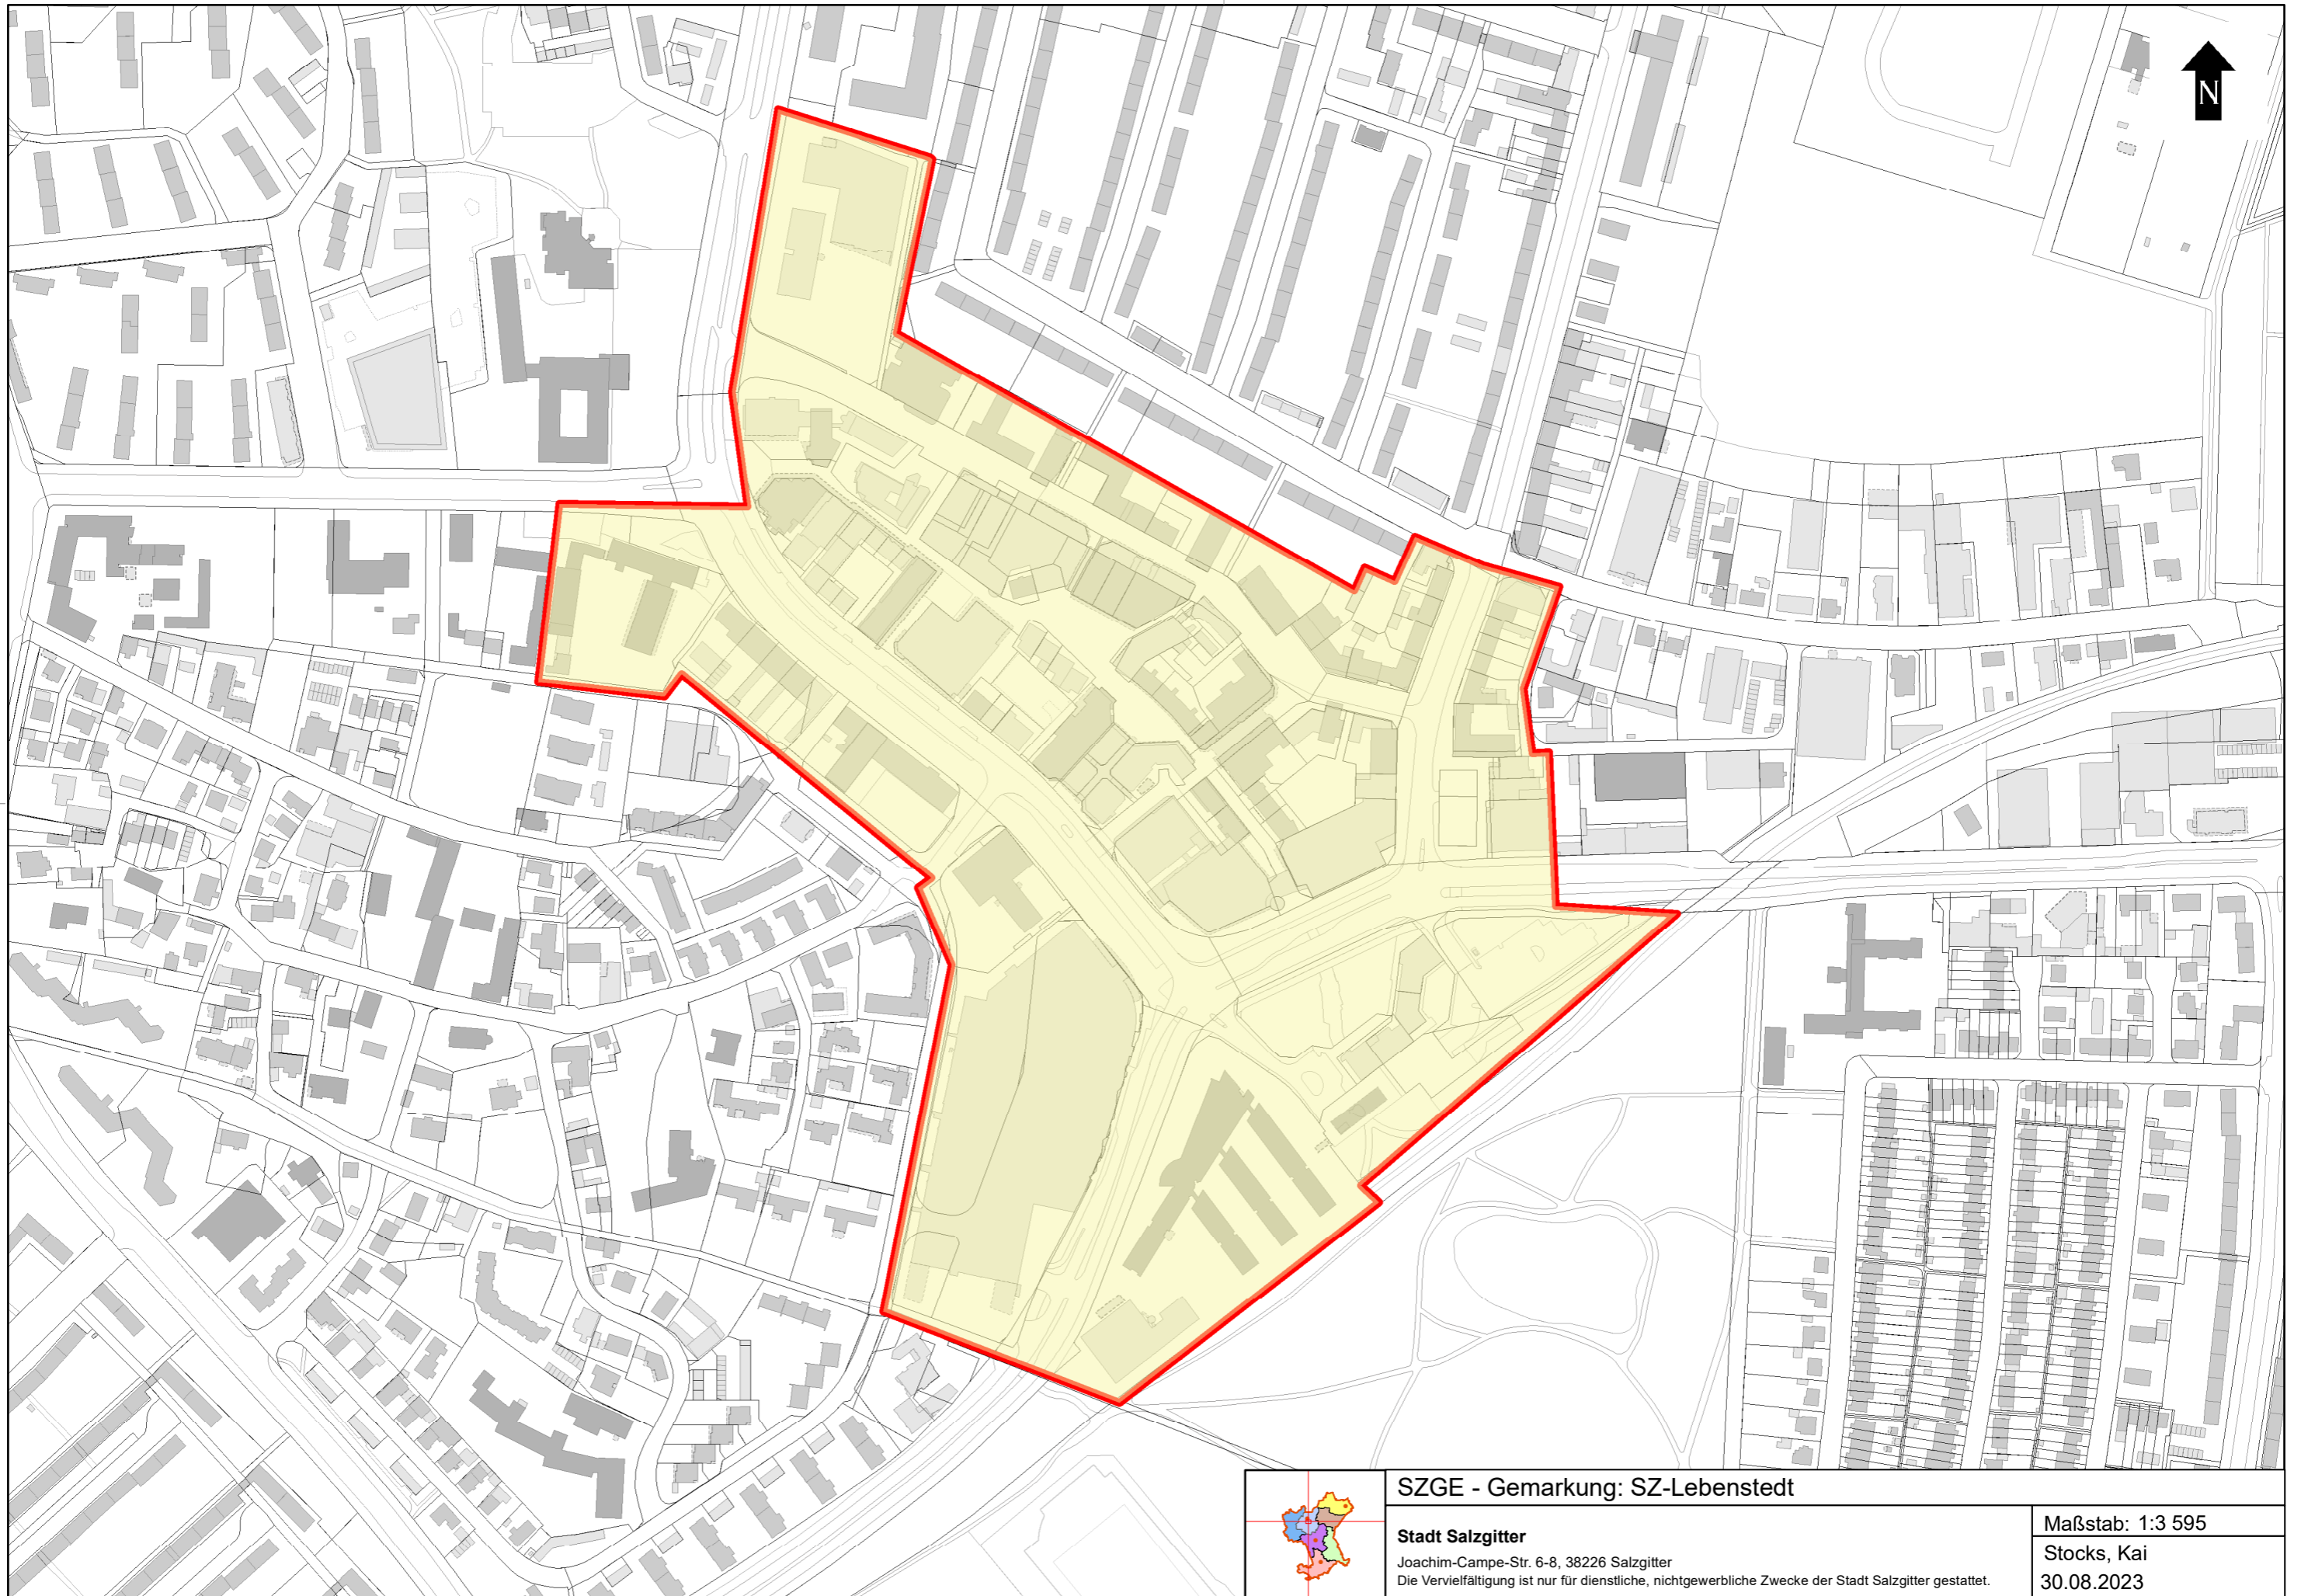 N
SZGE - Gemarkung: SZ-Lebenstedt
Stadt Salzgitter
Joachim-Campe-Str. 6-8, 38226 Salzgitter
Die Vervielfältigung ist nur für dienstliche, nichtgewerbliche Zwecke der Stadt Salzgitter gestattet.
Maßstab: 1:3 595
Stocks, Kai
30.08.2023